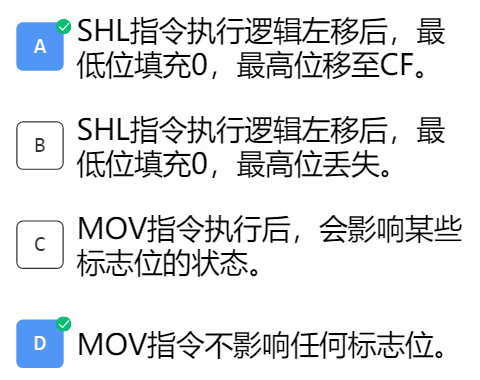 A SHL指令执行逻辑左移后，最
低位填充0，最高位移至CF。
B SHL指令执行逻辑左移后，最
低位填充0，最高位丢失。
C MOV指令执行后，会影响某些
标志位的状态。
D MOV指令不影响任何标志位。